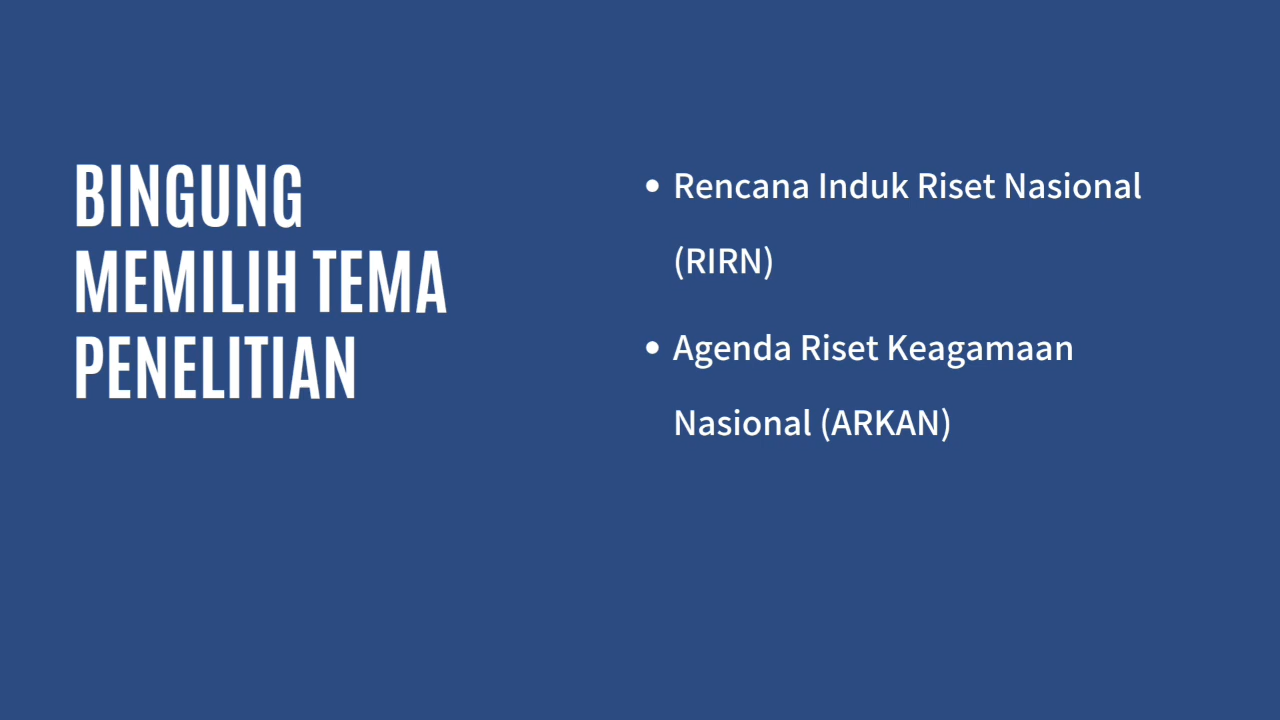 BINGUNG
MEMILIH TEMA
PENELITIAN
• Rencana Induk Riset Nasional
(RIRN)
• Agenda Riset Keagamaan
Nasional (ARKAN)